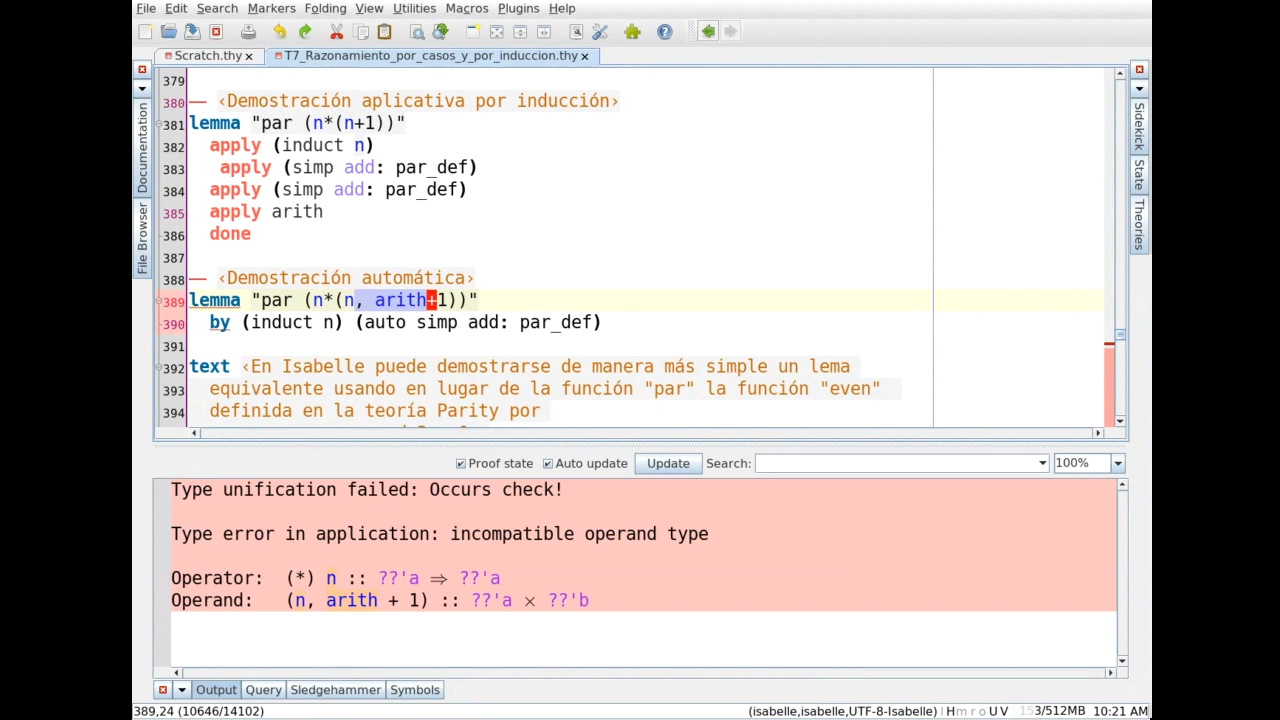 File Edit Search Markers Folding View Utilities Macros Plugins Help
Scratch.thy T7_Razonamiento_por_casos_y_por_induccion.thy
Documentation
File Browser
379
380 — ‹Demostración aplicativa por inducción›
381 lemma "par (n*(n+1))"
382 apply (induct n)
383 apply (simp add: par_def)
384 apply (simp add: par_def)
385 apply arith
386 done
387
388 — ‹Demostración automática›
389 lemma "par (n*(n, arith+1))"
390 by (induct n) (auto simp add: par_def)
391
392 text ‹En Isabelle puede demostrarse de manera más simple un lema
393 equivalente usando en lugar de la función "par" la función "even"
394 definida en la teoría Parity por
Sidekick
State
Theories
Proof state Auto update Update Search: 100%
Type unification failed: Occurs check!
Type error in application: incompatible operand type
Operator: (*) n :: ??'a ⇒ ??'a
Operand: (n, arith + 1) :: ??'a × ??'b
Output Query Sledgehammer Symbols
389,24 (10646/14102) (isabelle,isabelle,UTF-8-Isabelle) H m r o U V 153/512MB 10:21 AM